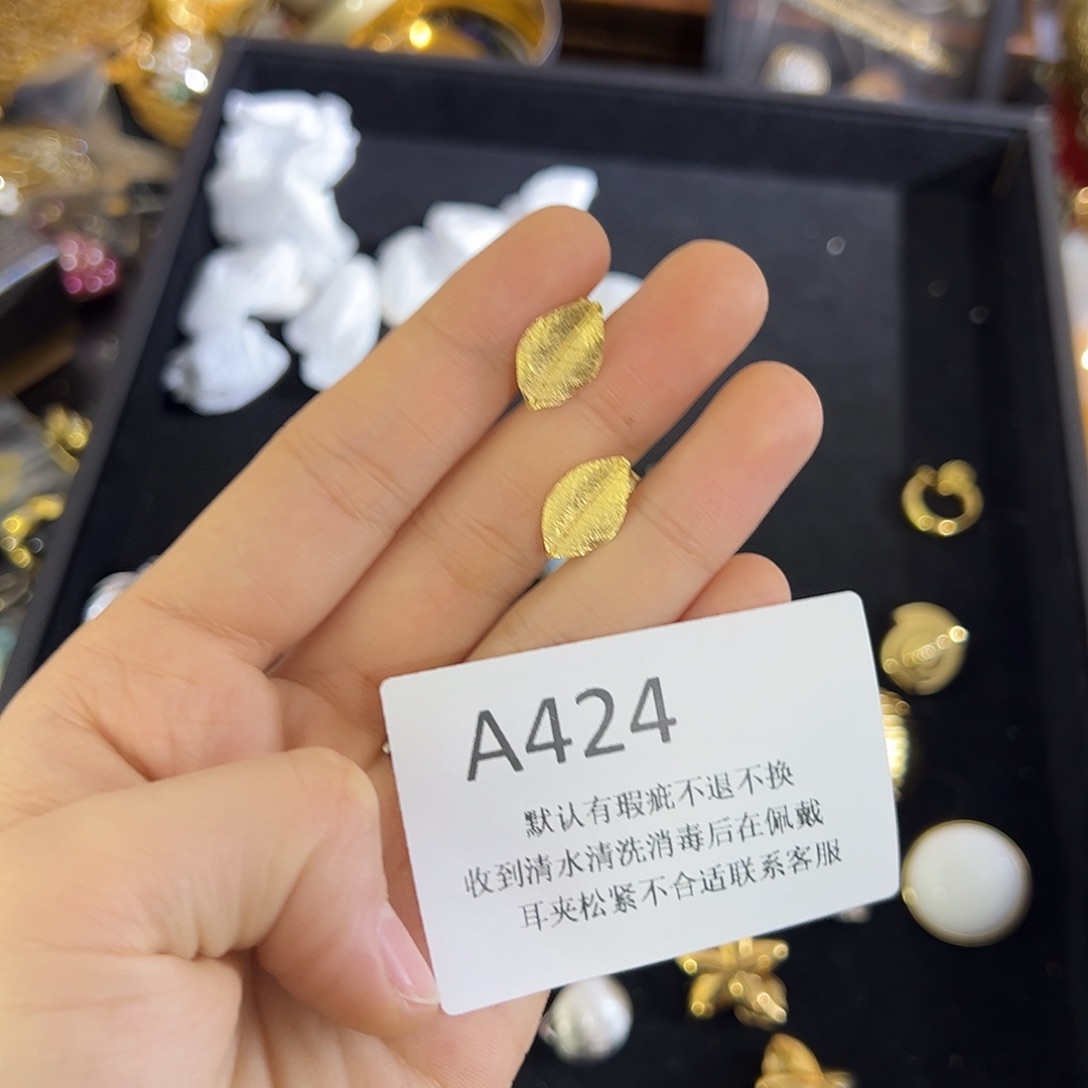 A424
默认有瑕疵不退不换
收到清水清洗消毒后在佩戴
耳夹松紧不合适联系客服